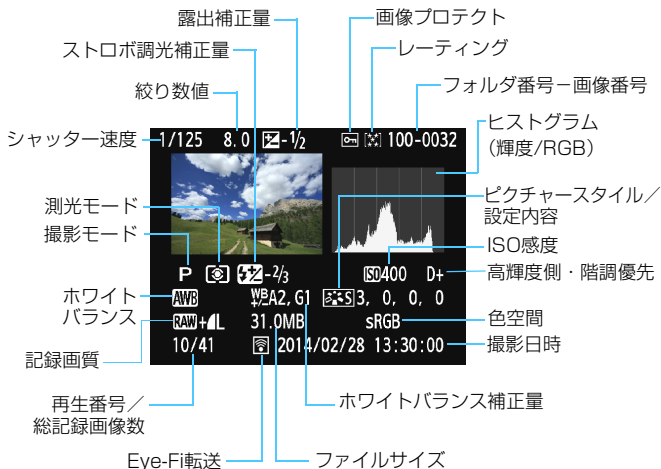 露出補正量
画像プロテクト
ストロボ調光補正量
レーティング
絞り数値
フォルダ番号－画像番号
シャッター速度
1/125 8.0 -1/2 100-0032
ヒストグラム
（輝度/RGB）
測光モード
ピクチャースタイル／
設定内容
撮影モード
ISO感度
P -2/3 ISO400 D+
高輝度側・階調優先
ホワイト
バランス
AWB WB+/-A2, G1 S3, 0, 0, 0
RAW+L 31.0MB sRGB
色空間
記録画質
10/41 2014/02/28 13:30:00
撮影日時
再生番号／
総記録画像数
ホワイトバランス補正量
Eye-Fi転送
ファイルサイズ